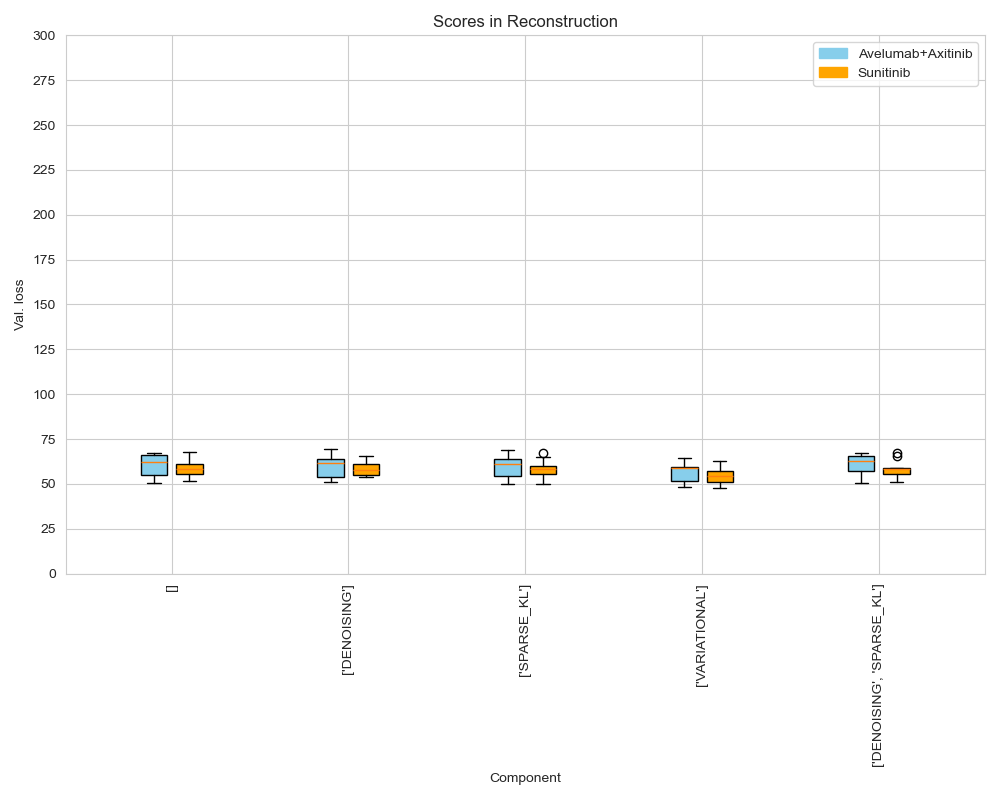 Scores in Reconstruction
Avelumab+Axitinib
Sunitinib
Val. loss
300
275
250
225
200
175
150
125
100
75
50
25
0
[]
['DENOISING']
['SPARSE_KL']
['VARIATIONAL']
['DENOISING', 'SPARSE_KL']
Component